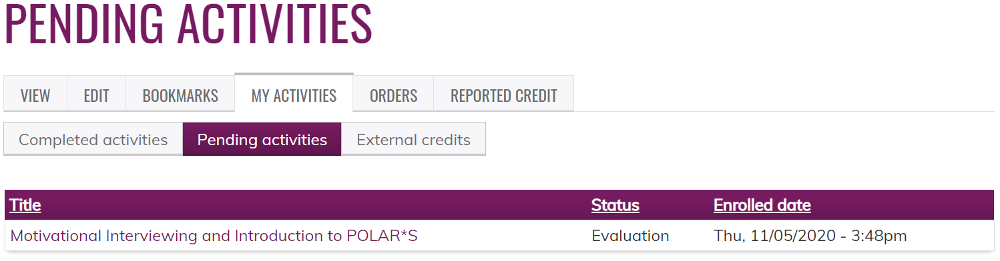 PENDING ACTIVITIES
VIEW EDIT BOOKMARKS MY ACTIVITIES ORDERS REPORTED CREDIT
Completed activities Pending activities External credits
Title Status Enrolled date
Motivational Interviewing and Introduction to POLAR*S Evaluation Thu, 11/05/2020 - 3:48pm